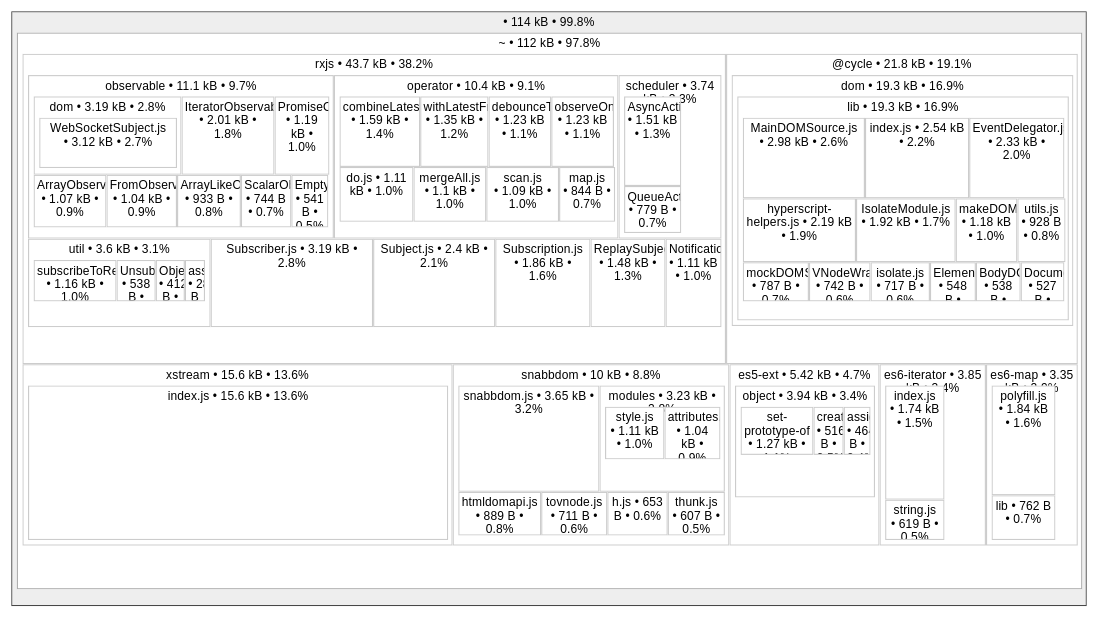 • 114 kB • 99.8%
~ • 112 kB • 97.8%
rxjs • 43.7 kB • 38.2%
observable • 11.1 kB • 9.7%
dom • 3.19 kB • 2.8%
WebSocketSubject.js
• 3.12 kB • 2.7%
IteratorObservab
• 2.01 kB •
1.8%
PromiseO
• 1.19
kB •
1.0%
ArrayObserv
• 1.07 kB •
0.9%
FromObserv
• 1.04 kB •
0.9%
ArrayLikeO
• 933 B •
0.8%
ScalarOb
• 744 B
• 0.7%
Empty
• 541
B •
0.5%
operator • 10.4 kB • 9.1%
combineLates
• 1.59 kB •
1.4%
withLatestF
• 1.35 kB •
1.2%
debounceT
• 1.23 kB
• 1.1%
observeOn
• 1.23 kB
• 1.1%
do.js • 1.11
kB • 1.0%
mergeAll.js
• 1.1 kB •
1.0%
scan.js
• 1.09 kB •
1.0%
map.js
• 844 B •
0.7%
scheduler • 3.74
AsyncActi
• 1.51 kB
• 1.3%
QueueAct
• 779 B •
0.7%
util • 3.6 kB • 3.1%
subscribeToRe
• 1.16 kB •
1.0%
Unsub
• 538
B •
Obje
• 412
B •
ass
B
Subscriber.js • 3.19 kB •
2.8%
Subject.js • 2.4 kB •
2.1%
Subscription.js
• 1.86 kB •
1.6%
ReplaySubje
• 1.48 kB •
1.3%
Notificatio
• 1.11 kB
• 1.0%
@cycle • 21.8 kB • 19.1%
dom • 19.3 kB • 16.9%
lib • 19.3 kB • 16.9%
MainDOMSource.js
• 2.98 kB • 2.6%
index.js • 2.54 kB
• 2.2%
EventDelegator.j
• 2.33 kB •
2.0%
hyperscript-
helpers.js • 2.19 kB
• 1.9%
IsolateModule.js
• 1.92 kB • 1.7%
makeDOM
• 1.18 kB
• 1.0%
utils.js
• 928 B
• 0.8%
mockDOMS
• 787 B •
0.7%
VNodeWra
• 742 B •
0.6%
isolate.js
• 717 B •
0.6%
Elemen
• 548
B •
BodyDO
• 538
B •
Docum
• 527
B •
xstream • 15.6 kB • 13.6%
index.js • 15.6 kB • 13.6%
snabbdom • 10 kB • 8.8%
snabbdom.js • 3.65 kB •
3.2%
modules • 3.23 kB •
style.js
• 1.11 kB
• 1.0%
attributes
• 1.04
kB •
0.9%
htmldomapi.js
• 889 B •
0.8%
tovnode.js
• 711 B •
0.6%
h.js • 653
B • 0.6%
thunk.js
• 607 B •
0.5%
es5-ext • 5.42 kB • 4.7%
object • 3.94 kB • 3.4%
set-
prototype-of
• 1.27 kB •
creat
• 516
B •
assi
• 464
B •
es6-iterator • 3.85
index.js
• 1.74 kB
• 1.5%
string.js
• 619 B •
0.5%
es6-map • 3.35
polyfill.js
• 1.84 kB •
1.6%
lib • 762 B
• 0.7%